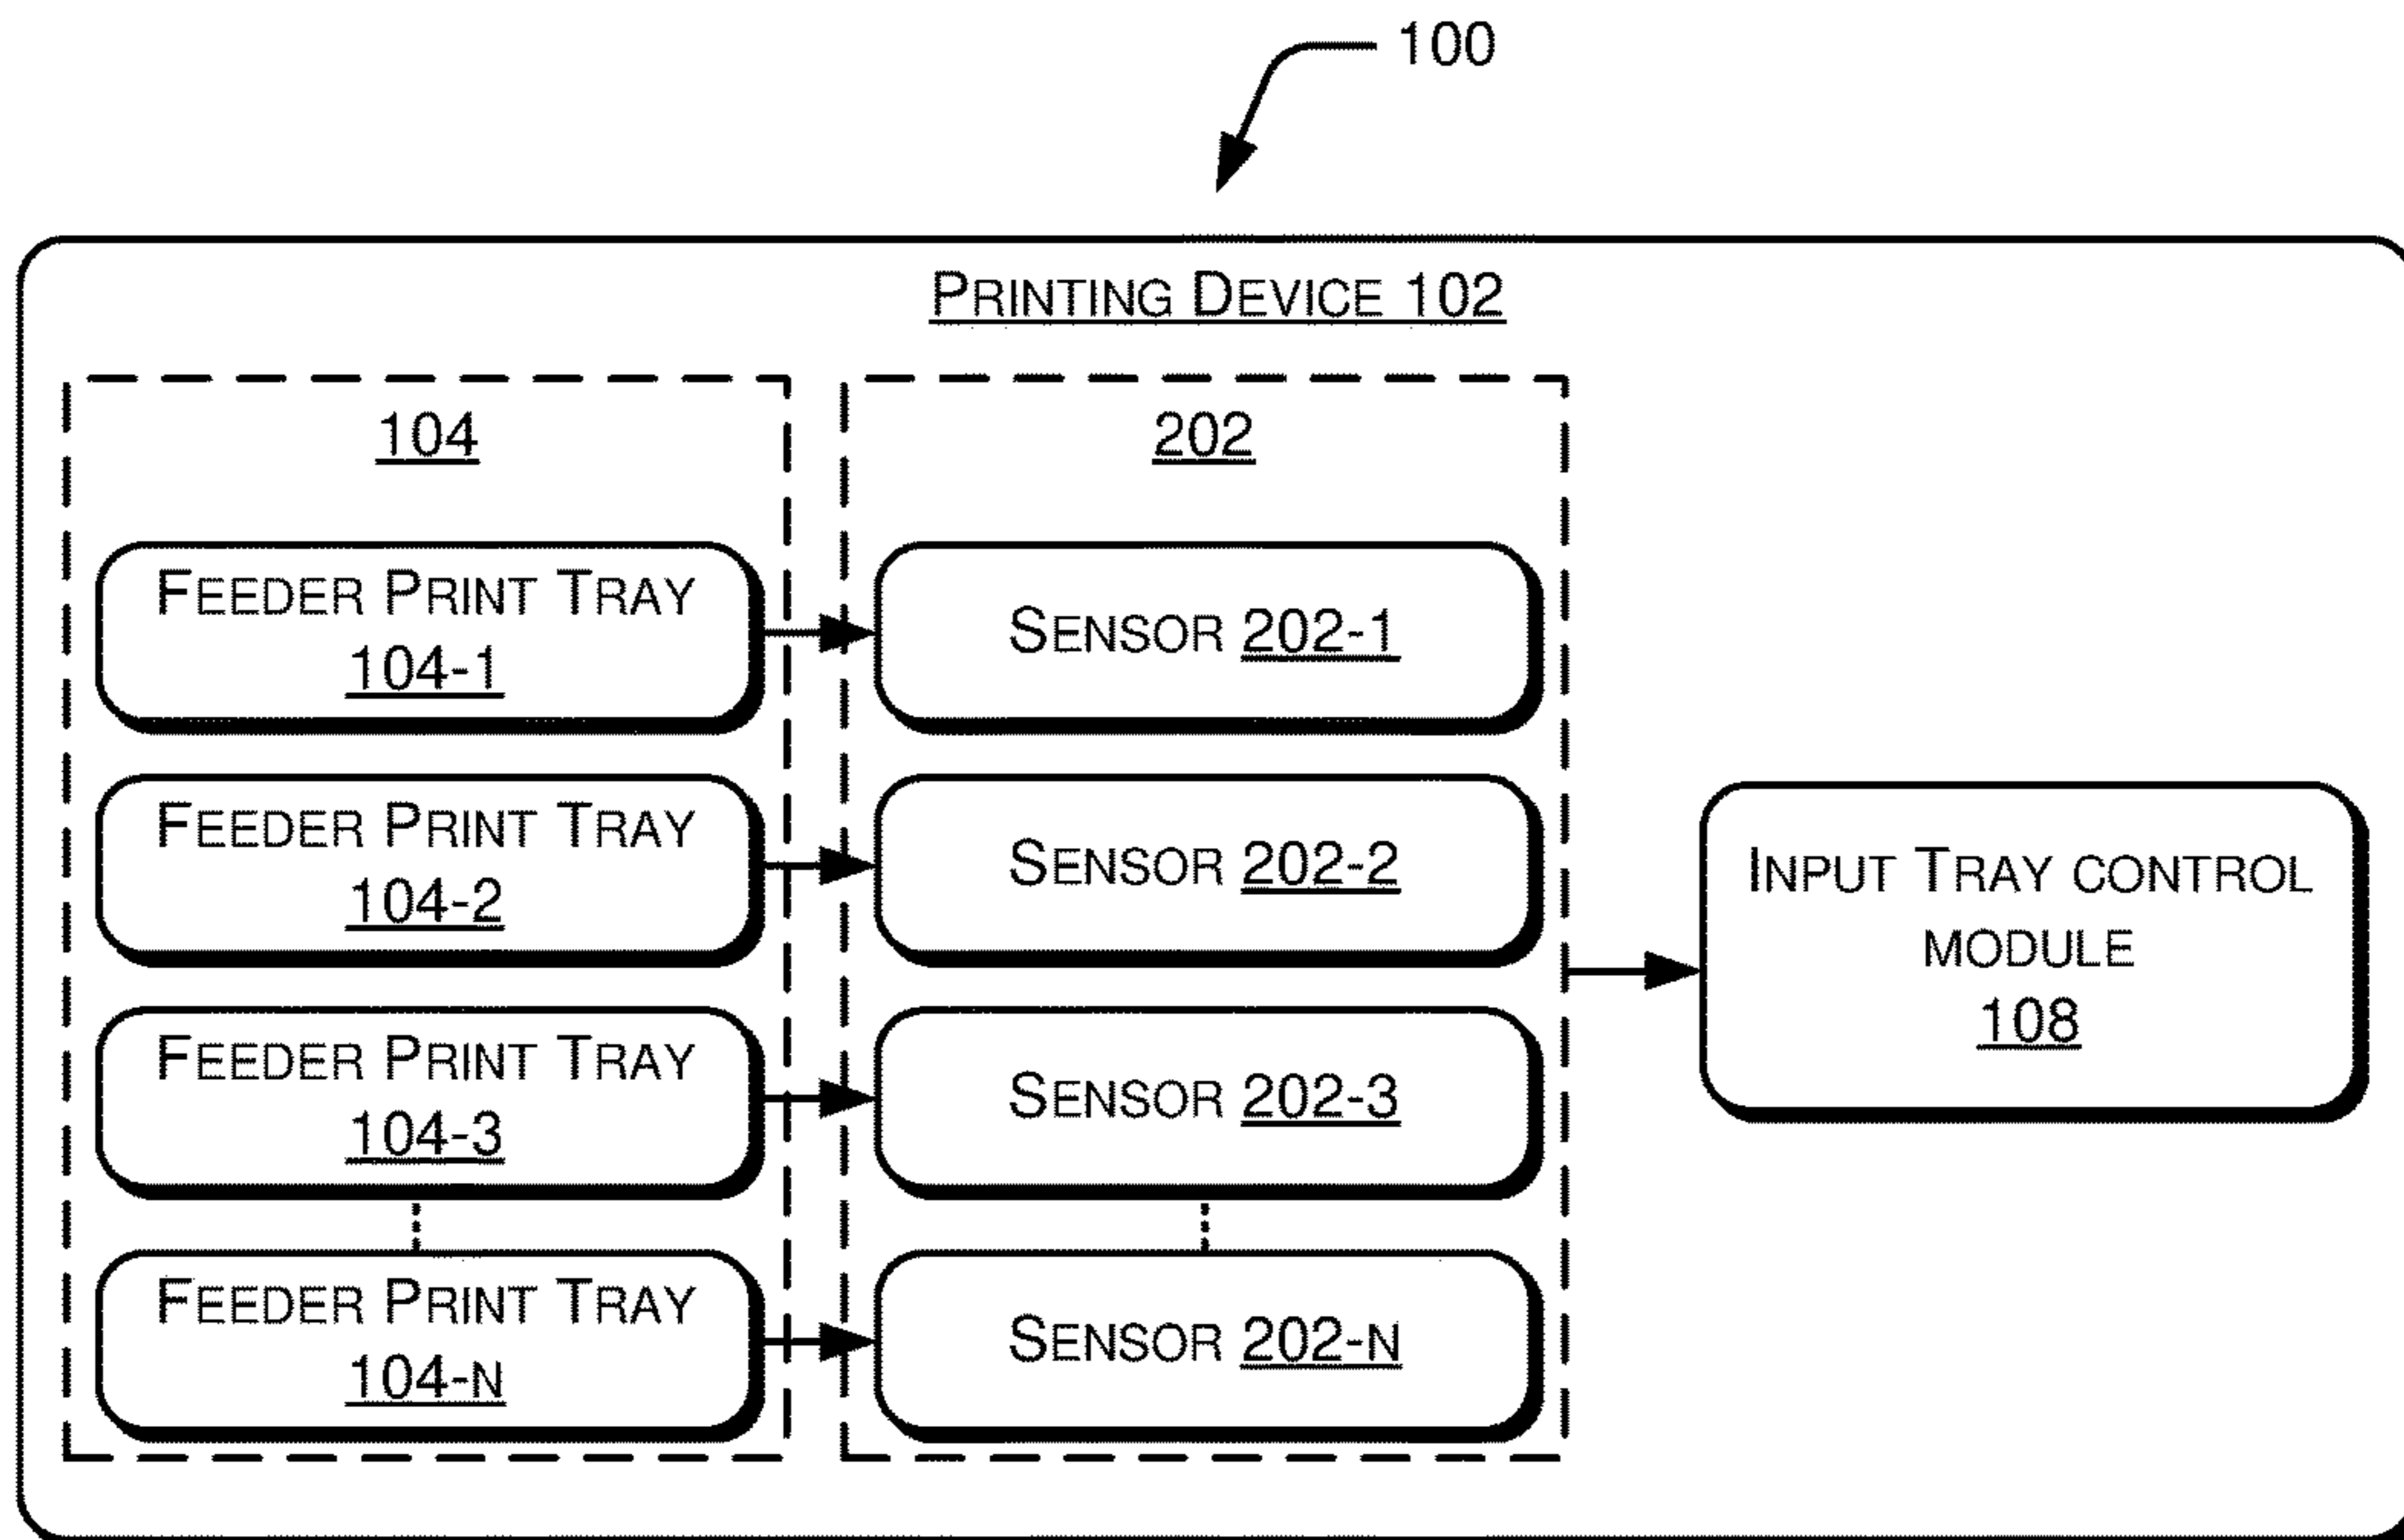 100
PRINTING DEVICE 102
104
202
FEEDER PRINT TRAY
104-1
SENSOR 202-1
FEEDER PRINT TRAY
104-2
SENSOR 202-2
FEEDER PRINT TRAY
104-3
SENSOR 202-3
FEEDER PRINT TRAY
104-N
SENSOR 202-N
INPUT TRAY CONTROL
MODULE
108